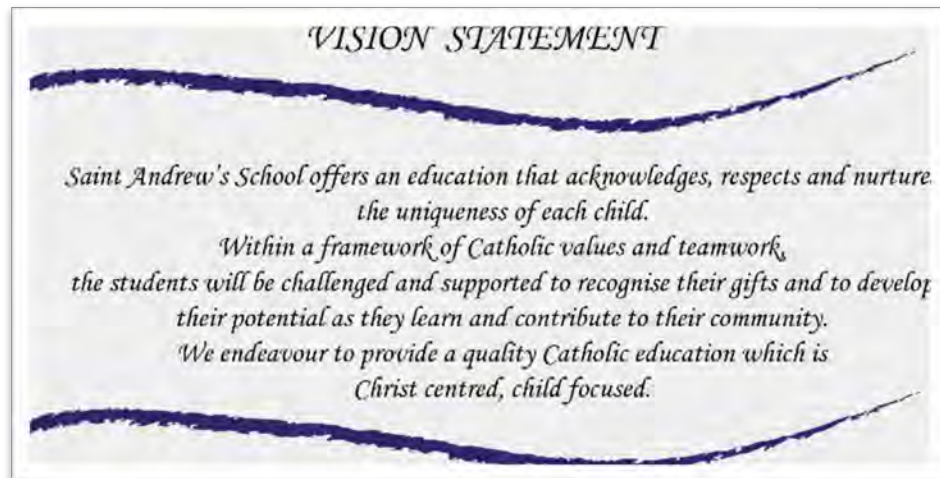 VISION STATEMENT
Saint Andrew's School offers an education that acknowledges, respects and nurture
the uniqueness of each child.
Within a framework of Catholic values and teamwork,
the students will be challenged and supported to recognise their gifts and to develop
their potential as they learn and contribute to their community.
We endeavour to provide a quality Catholic education which is
Christ centred, child focused.